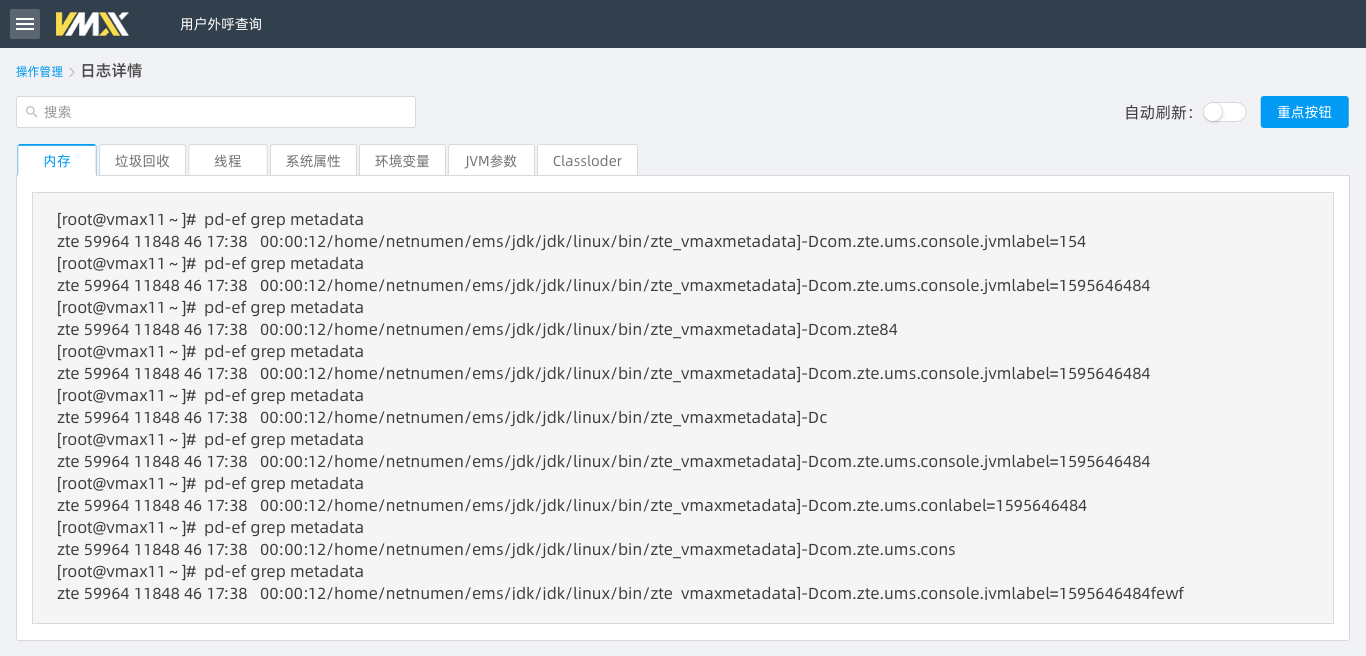 VMX
用户外呼查询
操作管理 > 日志详情
搜索
自动刷新：
重点按钮
内存
垃圾回收
线程
系统属性
环境变量
JVM参数
Classloder
[root@vmax11 ~ ]#  pd-ef grep metadata
zte 59964 11848 46 17:38   00:00:12/home/netnumen/ems/jdk/jdk/linux/bin/zte_vmaxmetadata]-Dcom.zte.ums.console.jvmlabel=154
[root@vmax11 ~ ]#  pd-ef grep metadata
zte 59964 11848 46 17:38   00:00:12/home/netnumen/ems/jdk/jdk/linux/bin/zte_vmaxmetadata]-Dcom.zte.ums.console.jvmlabel=1595646484
[root@vmax11 ~ ]#  pd-ef grep metadata
zte 59964 11848 46 17:38   00:00:12/home/netnumen/ems/jdk/jdk/linux/bin/zte_vmaxmetadata]-Dcom.zte84
[root@vmax11 ~ ]#  pd-ef grep metadata
zte 59964 11848 46 17:38   00:00:12/home/netnumen/ems/jdk/jdk/linux/bin/zte_vmaxmetadata]-Dcom.zte.ums.console.jvmlabel=1595646484
[root@vmax11 ~ ]#  pd-ef grep metadata
zte 59964 11848 46 17:38   00:00:12/home/netnumen/ems/jdk/jdk/linux/bin/zte_vmaxmetadata]-Dc
[root@vmax11 ~ ]#  pd-ef grep metadata
zte 59964 11848 46 17:38   00:00:12/home/netnumen/ems/jdk/jdk/linux/bin/zte_vmaxmetadata]-Dcom.zte.ums.console.jvmlabel=1595646484
[root@vmax11 ~ ]#  pd-ef grep metadata
zte 59964 11848 46 17:38   00:00:12/home/netnumen/ems/jdk/jdk/linux/bin/zte_vmaxmetadata]-Dcom.zte.ums.conlabel=1595646484
[root@vmax11 ~ ]#  pd-ef grep metadata
zte 59964 11848 46 17:38   00:00:12/home/netnumen/ems/jdk/jdk/linux/bin/zte_vmaxmetadata]-Dcom.zte.ums.cons
[root@vmax11 ~ ]#  pd-ef grep metadata
zte 59964 11848 46 17:38   00:00:12/home/netnumen/ems/jdk/jdk/linux/bin/zte_vmaxmetadata]-Dcom.zte.ums.console.jvmlabel=1595646484fewf